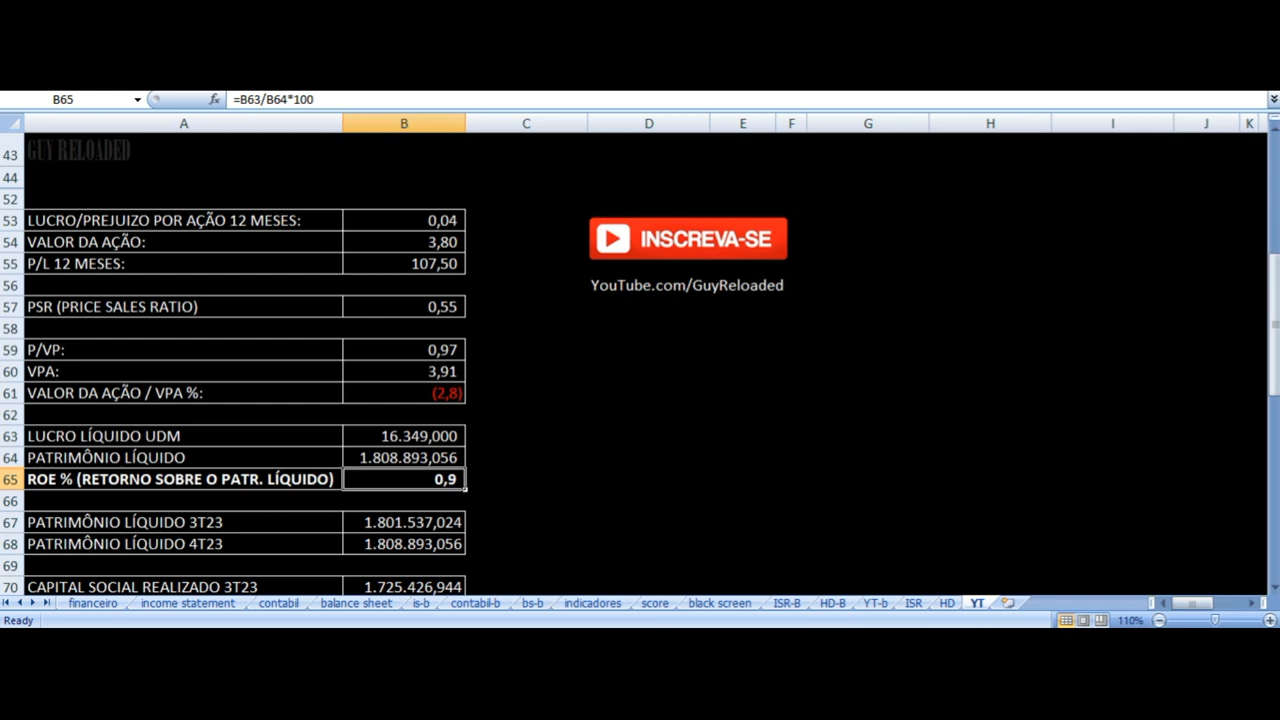 B65 fx =B63/B64*100
A B C D E F G H I J K
43 GUY RELOADED
44
52
53 LUCRO/PREJUIZO POR AÇÃO 12 MESES: 0,04
54 VALOR DA AÇÃO: 3,80
INSCREVA-SE
55 P/L 12 MESES: 107,50
56
YouTube.com/GuyReloaded
57 PSR (PRICE SALES RATIO) 0,55
58
59 P/VP: 0,97
60 VPA: 3,91
61 VALOR DA AÇÃO / VPA %: (2,8)
62
63 LUCRO LÍQUIDO UDM 16.349,000
64 PATRIMÔNIO LÍQUIDO 1.808.893,056
65 ROE % (RETORNO SOBRE O PATR. LÍQUIDO) 0,9
66
67 PATRIMÔNIO LÍQUIDO 3T23 1.801.537,024
68 PATRIMÔNIO LÍQUIDO 4T23 1.808.893,056
69
70 CAPITAL SOCIAL REALIZADO 3T23 1.725.426,944
financeiro income statement contabil balance sheet is-b contabil-b bs-b indicadores score black screen ISR-B HD-B YT-b ISR HD YT
Ready 110%